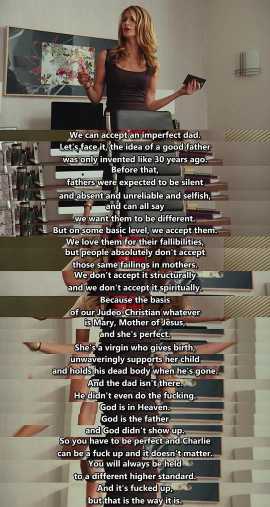 We can accept an imperfect dad.
Let's face it, the idea of a good father
was only invented like 30 years ago.
Before that,
fathers were expected to be silent
and absent and unreliable and selfish,
and can all say
we want them to be different.
But on some basic level, we accept them.
We love them for their fallibilities,
but people absolutely don't accept
those same failings in mothers.
We don't accept it structurally
and we don't accept it spiritually.
Because the basis
of our Judeo-Christian whatever
is Mary, Mother of Jesus,
and she's perfect.
She's a virgin who gives birth,
unwaveringly supports her child
and holds his dead body when he's gone.
And the dad isn't there.
He didn't even do the fucking.
God is in Heaven.
God is the father
and God didn't show up.
So you have to be perfect and Charlie
can be a fuck up and it doesn't matter.
You will always be held
to a different higher standard.
And it's fucked up,
but that is the way it is.